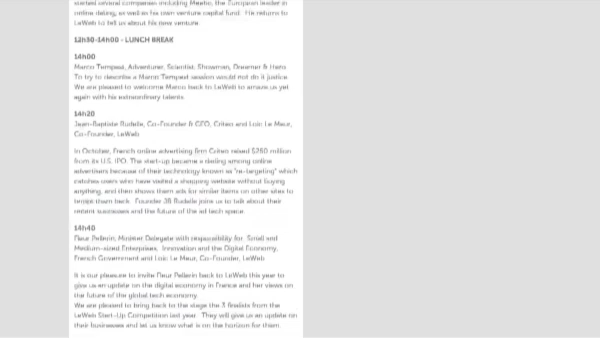 started several companies including Meetic, the European leader in
online dating, as well as his own venture capital fund. He returns to
LeWeb to tell us about his new venture.
12h30-14h00 - LUNCH BREAK
14h00
Marco Tempest, Adventurer, Scientist, Showman, Dreamer & Hero
To try to describe a Marco Tempest session would not do it justice
We are pleased to welcome Marco back to LeWeb to amaze us yet
again with his extraordinary talents.
14h20
Jean-Baptiste Rudelle, Co-Founder & CEO, Criteo and Loic Le Meur,
Co-Founder, LeWeb
In October, French online advertising firm Criteo raised $250 million
from its U.S. IPO. The start-up became a darling among online
advertisers because of their technology known as "re-targeting" which
catches users who have visited a shopping website without buying
anything, and then shows them ads for similar items on other sites to
tempt them back. Founder JB Rudelle joins us to talk about their
recent successes and the future of the ad tech space.
14h40
Fleur Pellerin, Minister Delegate with responsibility for Small and
Medium-sized Enterprises, Innovation and the Digital Economy,
French Government and Loic Le Meur, Co-Founder, LeWeb
It is our pleasure to invite Fleur Pellerin back to LeWeb this year to
give us an update on the digital economy in France and her views on
the future of the global tech economy.
We are pleased to bring back to the stage the 3 finalists from the
LeWeb Start-Up Competition last year. They will give us an update on
their businesses and let us know what is on the horizon for them.